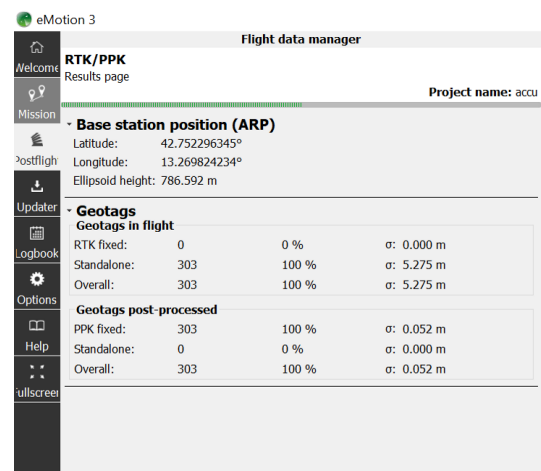 eMotion 3
Flight data manager
Welcome
RTK/PPK
Results page
Project name: accu
Mission
Base station position (ARP)
Latitude: 42.752296345°
Longitude: 13.269824234°
Ellipsoid height: 786.592 m
Postfligh
Updater
Geotags
Geotags in flight
RTK fixed: 0 0 % σ: 0.000 m
Standalone: 303 100 % σ: 5.275 m
Overall: 303 100 % σ: 5.275 m
Logbook
Options
Geotags post-processed
PPK fixed: 303 100 % σ: 0.052 m
Standalone: 0 0 % σ: 0.000 m
Overall: 303 100 % σ: 0.052 m
Help
ullscreen